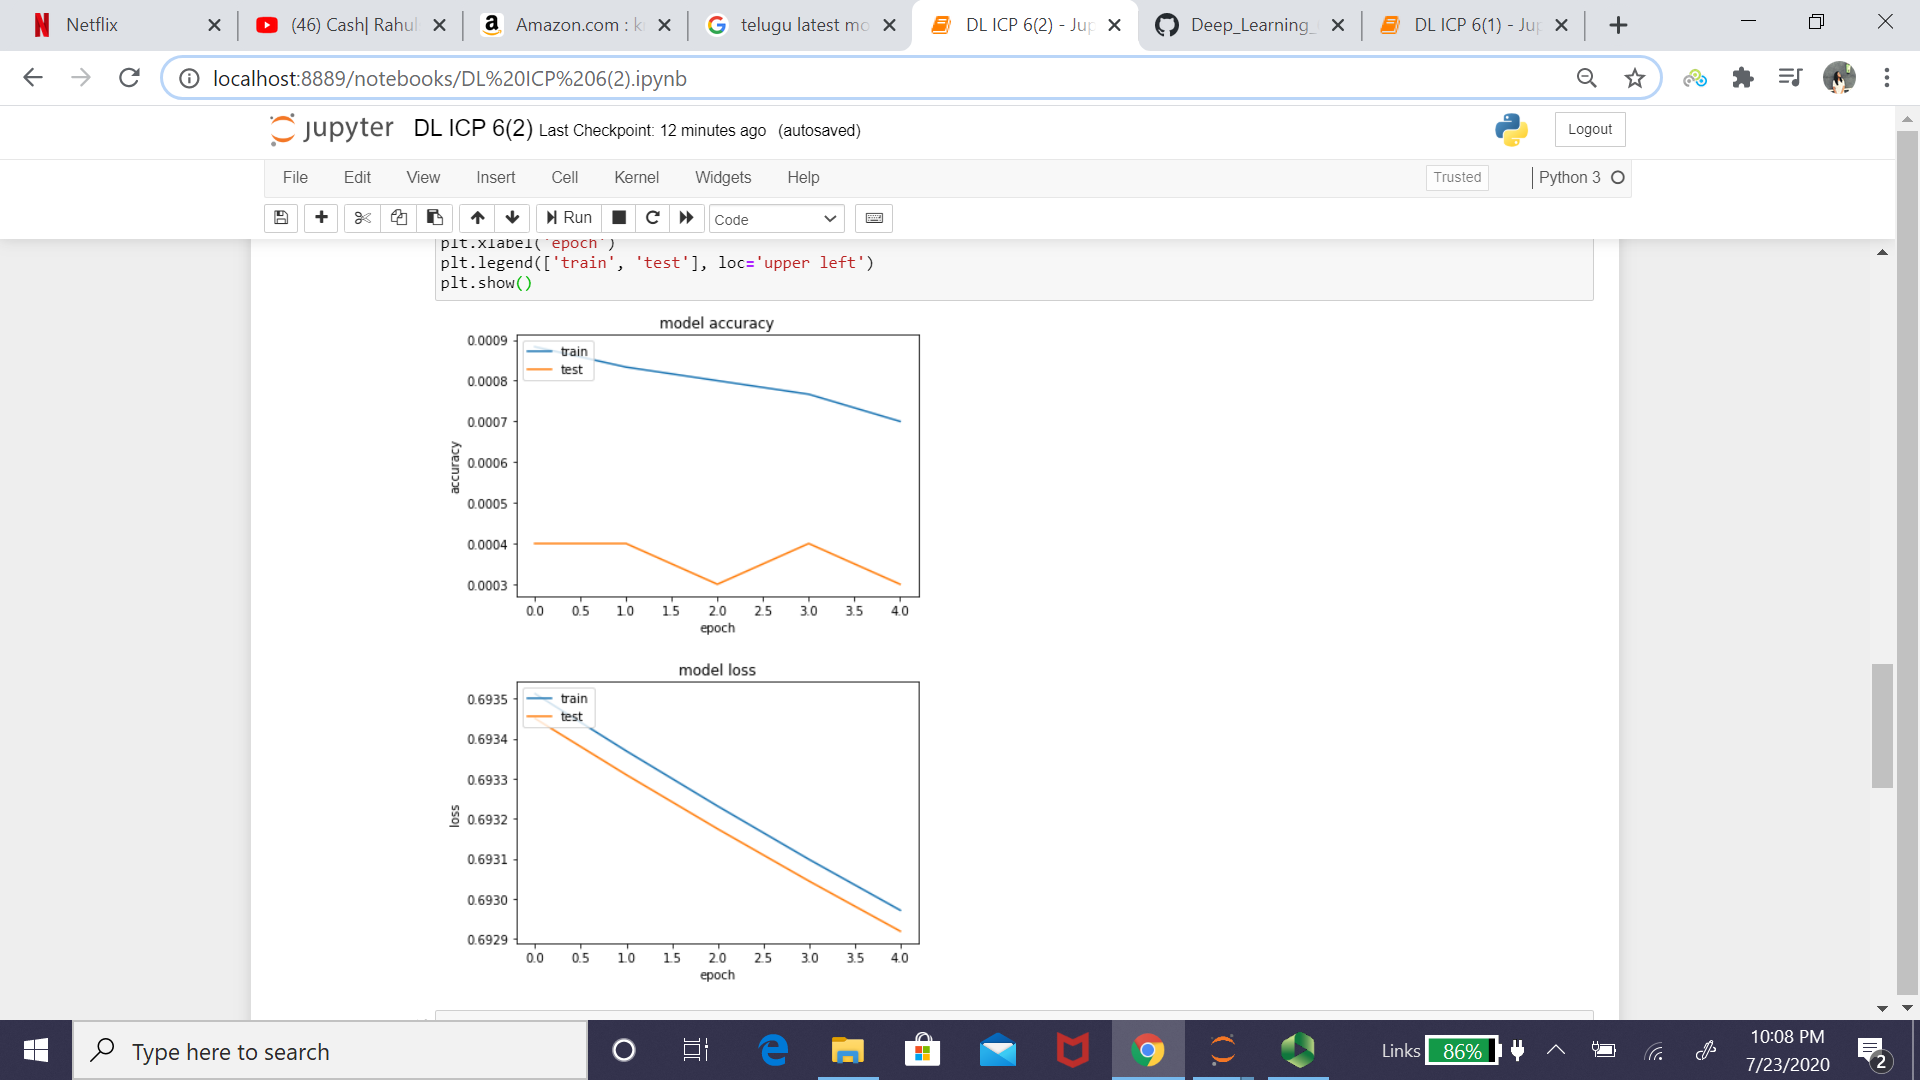 Netflix
(46) Cash| Rahul
Amazon.com : k
telugu latest mo
DL ICP 6(2) - Jup
Deep_Learning_
DL ICP 6(1) - Jup
localhost:8889/notebooks/DL%20ICP%206(2).ipynb
jupyter DL ICP 6(2) Last Checkpoint: 12 minutes ago (autosaved)
Logout
File Edit View Insert Cell Kernel Widgets Help
Trusted
Python 3
Run
Code
plt.xlabel('epoch')
plt.legend(['train', 'test'], loc='upper left')
plt.show()
model accuracy
train
test
0.0009
0.0008
0.0007
0.0006
0.0005
0.0004
0.0003
accuracy
0.0 0.5 1.0 1.5 2.0 2.5 3.0 3.5 4.0
epoch
model loss
train
test
0.6935
0.6934
0.6933
0.6932
0.6931
0.6930
0.6929
loss
0.0 0.5 1.0 1.5 2.0 2.5 3.0 3.5 4.0
epoch
Type here to search
Links
86%
10:08 PM
7/23/2020
2